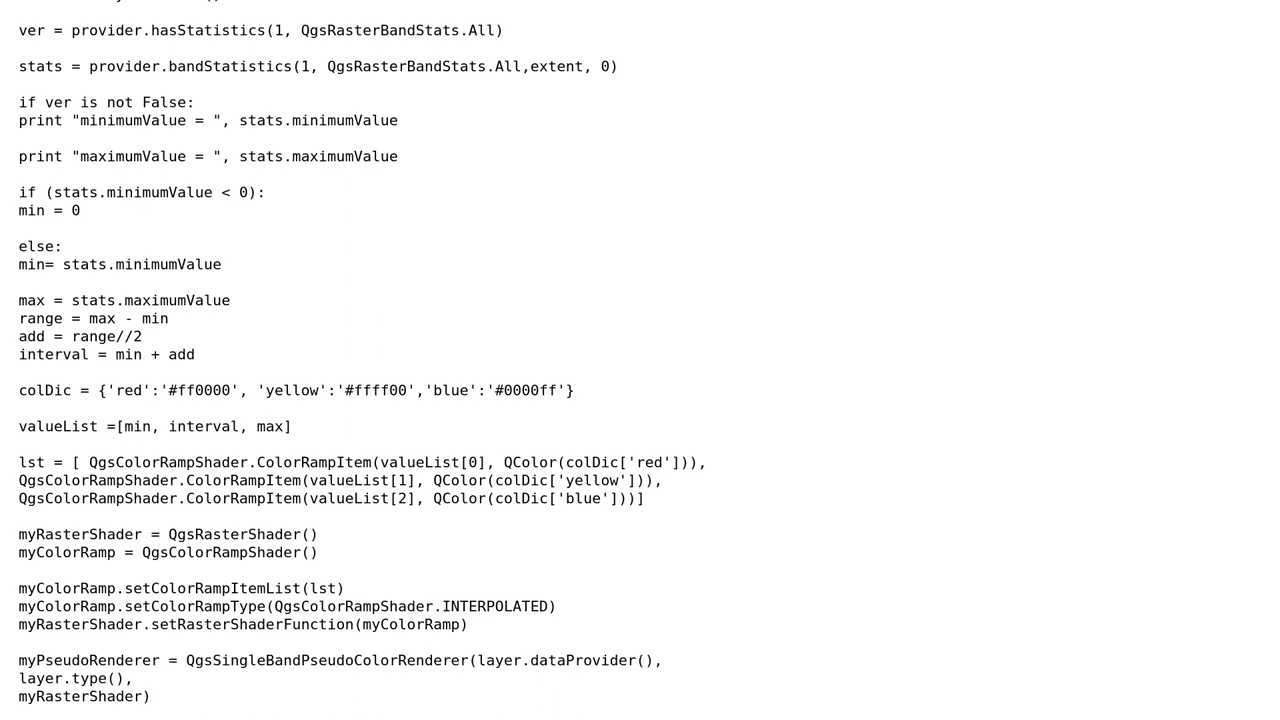 ver = provider.hasStatistics(1, QgsRasterBandStats.All)
stats = provider.bandStatistics(1, QgsRasterBandStats.All,extent, 0)
if ver is not False:
print "minimumValue = ", stats.minimumValue
print "maximumValue = ", stats.maximumValue
if (stats.minimumValue < 0):
min = 0
else:
min= stats.minimumValue
max = stats.maximumValue
range = max - min
add = range//2
interval = min + add
colDic = {'red':'#ff0000', 'yellow':'#ffff00','blue':'#0000ff'}
valueList =[min, interval, max]
lst = [ QgsColorRampShader.ColorRampItem(valueList[0], QColor(colDic['red'])),
QgsColorRampShader.ColorRampItem(valueList[1], QColor(colDic['yellow'])),
QgsColorRampShader.ColorRampItem(valueList[2], QColor(colDic['blue']))]
myRasterShader = QgsRasterShader()
myColorRamp = QgsColorRampShader()
myColorRamp.setColorRampItemList(lst)
myColorRamp.setColorRampType(QgsColorRampShader.INTERPOLATED)
myRasterShader.setRasterShaderFunction(myColorRamp)
myPseudoRenderer = QgsSingleBandPseudoColorRenderer(layer.dataProvider(),
layer.type(),
myRasterShader)